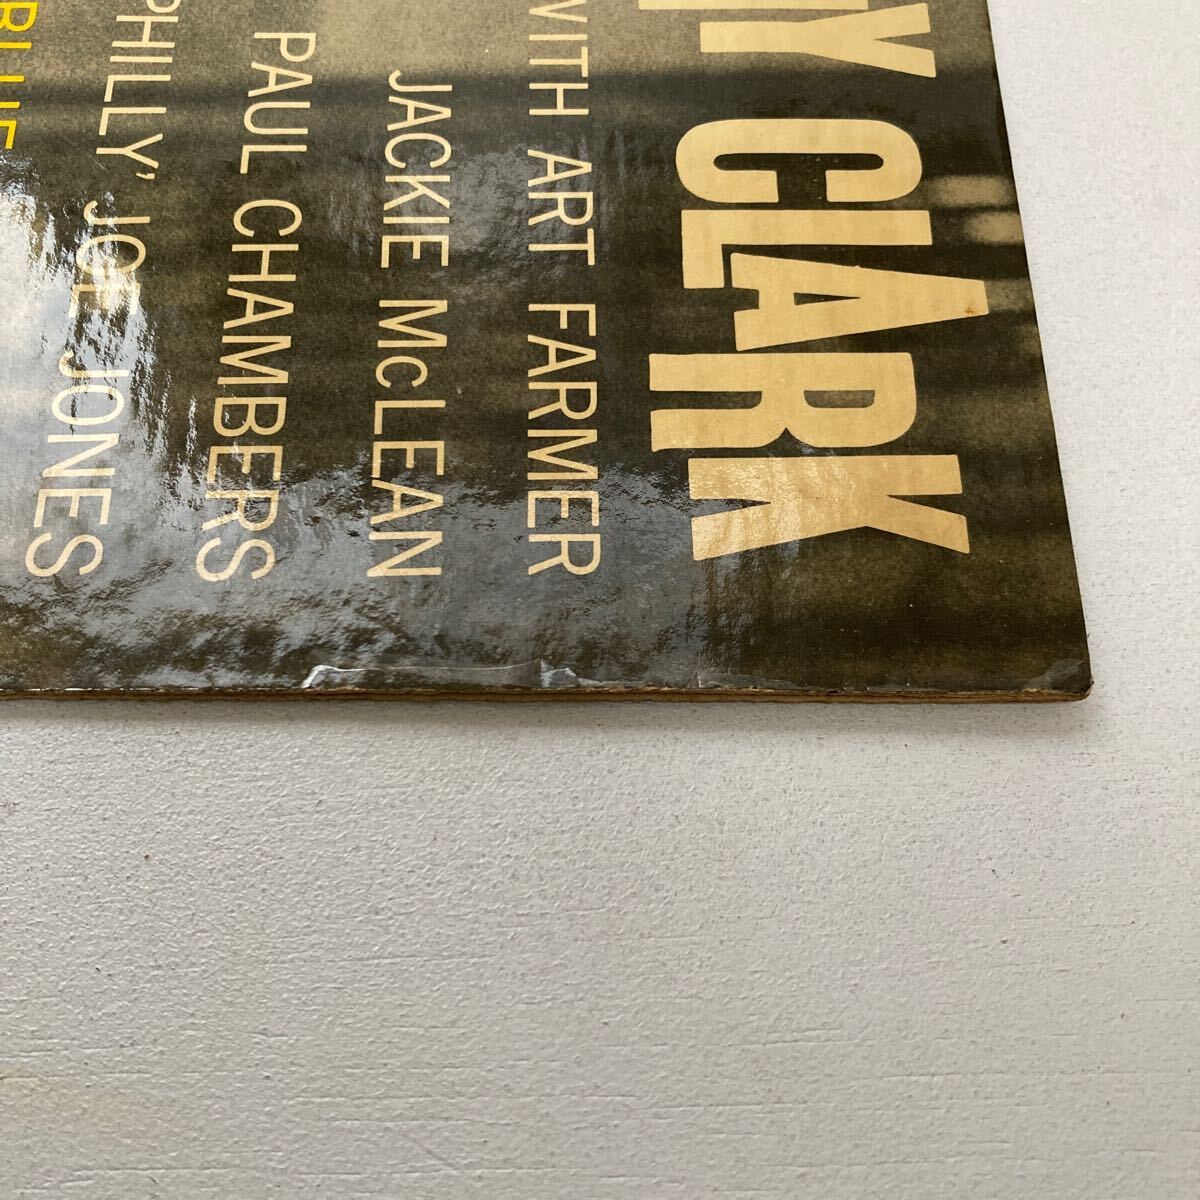 CLARK
WITH ART FARMER
JACKIE McLEAN
PAUL CHAMBERS
'PHILLY' JOE JONES